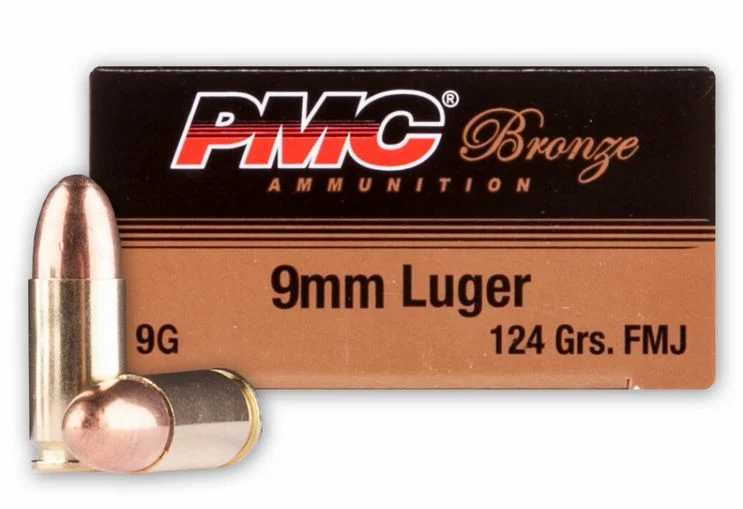 PMC® Bronze
AMMUNITION
9mm Luger
9G 124 Grs. FMJ